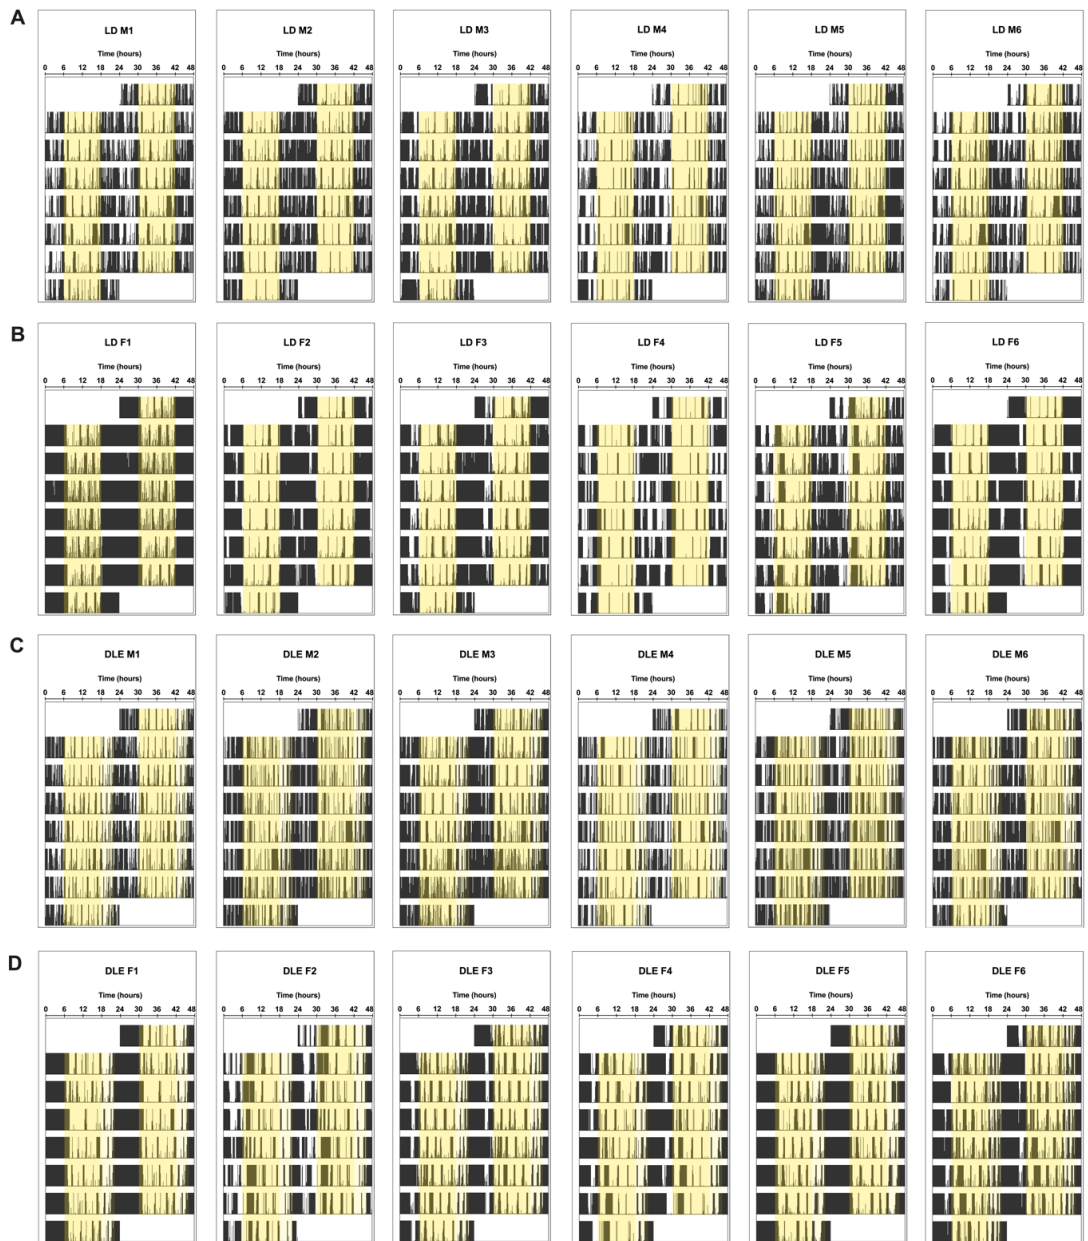 A
LD M1 LD M2 LD M3 LD M4 LD M5 LD M6
Time (hours) Time (hours) Time (hours) Time (hours) Time (hours) Time (hours)
0 6 12 18 24 30 36 42 48 0 6 12 18 24 30 36 42 48 0 6 12 18 24 30 36 42 48 0 6 12 18 24 30 36 42 48 0 6 12 18 24 30 36 42 48 0 6 12 18 24 30 36 42 48
B
LD F1 LD F2 LD F3 LD F4 LD F5 LD F6
Time (hours) Time (hours) Time (hours) Time (hours) Time (hours) Time (hours)
0 6 12 18 24 30 36 42 48 0 6 12 18 24 30 36 42 48 0 6 12 18 24 30 36 42 48 0 6 12 18 24 30 36 42 48 0 6 12 18 24 30 36 42 48 0 6 12 18 24 30 36 42 48
C
DLE M1 DLE M2 DLE M3 DLE M4 DLE M5 DLE M6
Time (hours) Time (hours) Time (hours) Time (hours) Time (hours) Time (hours)
0 6 12 18 24 30 36 42 48 0 6 12 18 24 30 36 42 48 0 6 12 18 24 30 36 42 48 0 6 12 18 24 30 36 42 48 0 6 12 18 24 30 36 42 48 0 6 12 18 24 30 36 42 48
D
DLE F1 DLE F2 DLE F3 DLE F4 DLE F5 DLE F6
Time (hours) Time (hours) Time (hours) Time (hours) Time (hours) Time (hours)
0 6 12 18 24 30 36 42 48 0 6 12 18 24 30 36 42 48 0 6 12 18 24 30 36 42 48 0 6 12 18 24 30 36 42 48 0 6 12 18 24 30 36 42 48 0 6 12 18 24 30 36 42 48